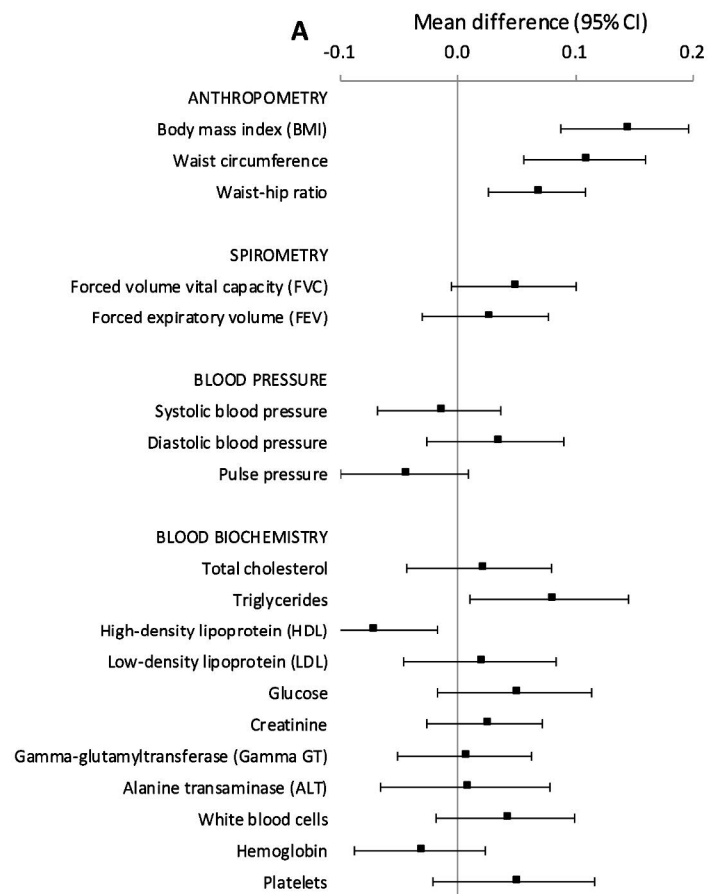 A
Mean difference (95% CI)
-0.1 0.0 0.1 0.2
ANTHROPOMETRY
Body mass index (BMI)
Waist circumference
Waist-hip ratio
SPIROMETRY
Forced volume vital capacity (FVC)
Forced expiratory volume (FEV)
BLOOD PRESSURE
Systolic blood pressure
Diastolic blood pressure
Pulse pressure
BLOOD BIOCHEMISTRY
Total cholesterol
Triglycerides
High-density lipoprotein (HDL)
Low-density lipoprotein (LDL)
Glucose
Creatinine
Gamma-glutamyltransferase (Gamma GT)
Alanine transaminase (ALT)
White blood cells
Hemoglobin
Platelets